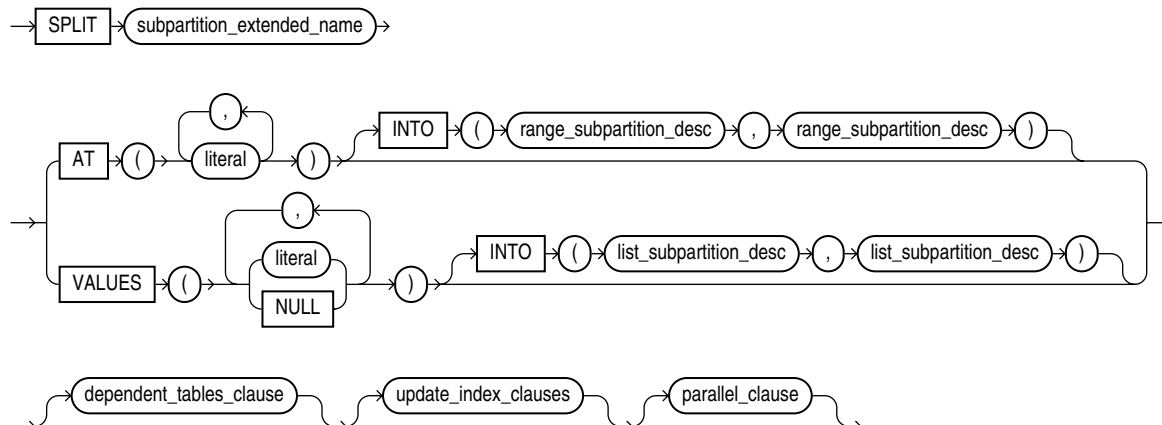 SPLIT subpartition_extended_name
,
INTO ( range_subpartition_desc , range_subpartition_desc )
AT ( literal )
,
literal
INTO ( list_subpartition_desc , list_subpartition_desc )
VALUES ( )
NULL
dependent_tables_clause update_index_clauses parallel_clause